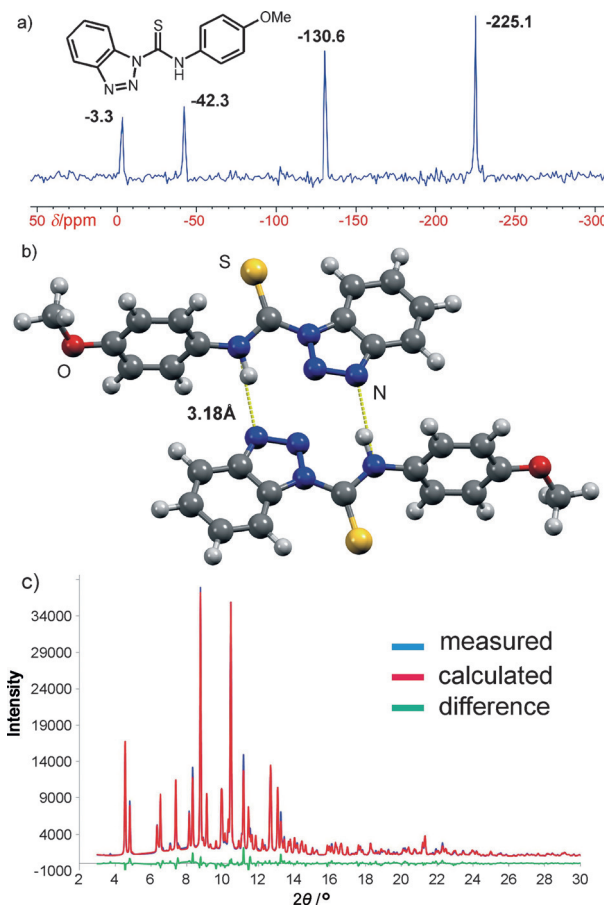 a)
S
OMe
N
N
H
N
N
-3.3
-42.3
-130.6
-225.1
50 δ/ppm 0 -50 -100 -150 -200 -250 -300
b)
S
O
N
3.18Å
c)
34000
29000
24000
19000
14000
9000
4000
-1000
Intensity
measured
calculated
difference
2 4 6 8 10 12 14 16 18 20 22 24 26 28 30
2θ /°